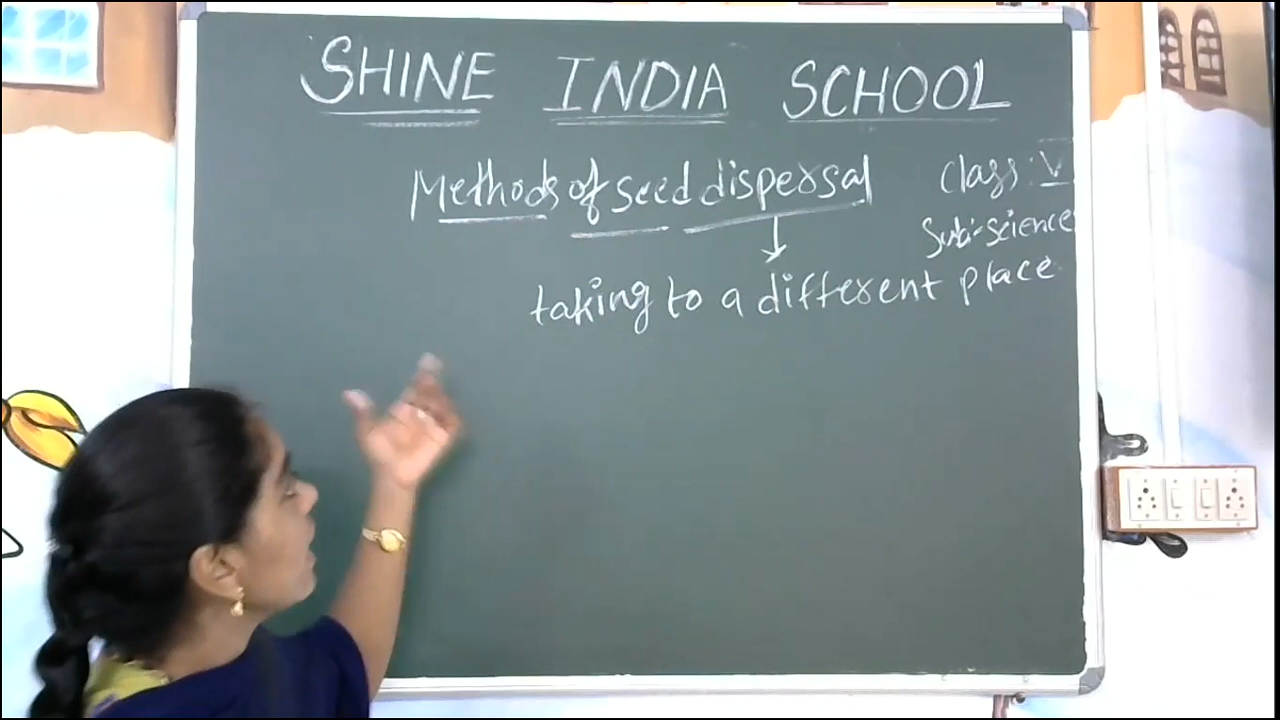 SHINE INDIA SCHOOL
Methods of seed dispersal
class: V
Sub:-science
taking to a different place